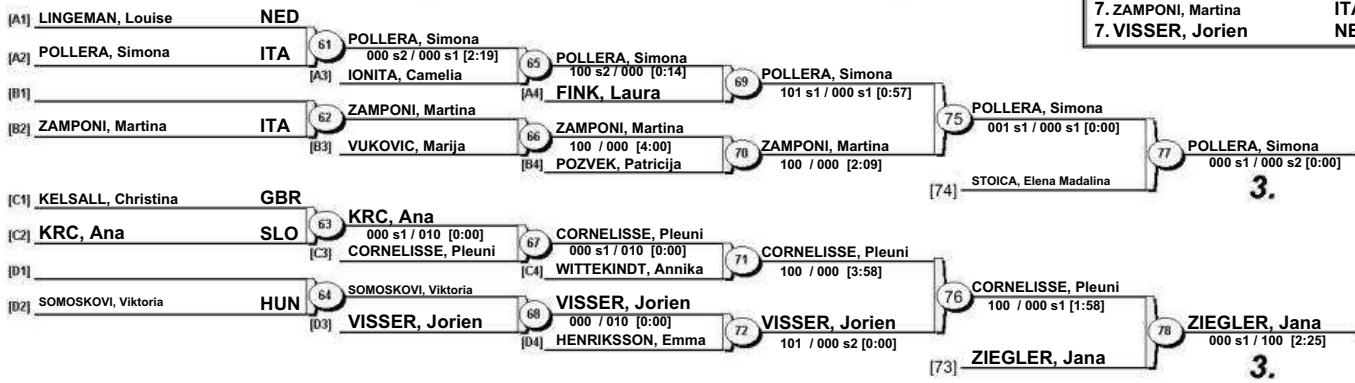 7. ZAMPONI, Martina ITA
7. VISSER, Jorien NE
[A1] LINGEMAN, Louise NED
61
POLLERA, Simona
000 s2 / 000 s1 [2:19]
[A2] POLLERA, Simona ITA
[A3] IONITA, Camelia
65
POLLERA, Simona
100 s2 / 000 [0:14]
[A4] FINK, Laura
69
POLLERA, Simona
101 s1 / 000 s1 [0:57]
[B1]
62
ZAMPONI, Martina
[B2] ZAMPONI, Martina ITA
[B3] VUKOVIC, Marija
66
ZAMPONI, Martina
100 / 000 [4:00]
[B4] POZVEK, Patricija
70
ZAMPONI, Martina
100 / 000 [2:09]
75
POLLERA, Simona
001 s1 / 000 s1 [0:00]
[74] STOICA, Elena Madalina
77
POLLERA, Simona
000 s1 / 000 s2 [0:00]
3.
[C1] KELSALL, Christina GBR
63
KRC, Ana
000 s1 / 010 [0:00]
[C2] KRC, Ana SLO
[C3] CORNELISSE, Pleuni
67
CORNELISSE, Pleuni
000 s1 / 010 [0:00]
[C4] WITTEKINDT, Annika
71
CORNELISSE, Pleuni
100 / 000 [3:58]
[D1]
64
SOMOSKOVI, Viktoria
[D2] SOMOSKOVI, Viktoria HUN
[D3] VISSER, Jorien
68
VISSER, Jorien
000 / 010 [0:00]
[D4] HENRIKSSON, Emma
72
VISSER, Jorien
101 / 000 s2 [0:00]
76
CORNELISSE, Pleuni
100 / 000 s1 [1:58]
[73] ZIEGLER, Jana
78
ZIEGLER, Jana
000 s1 / 100 [2:25]
3.